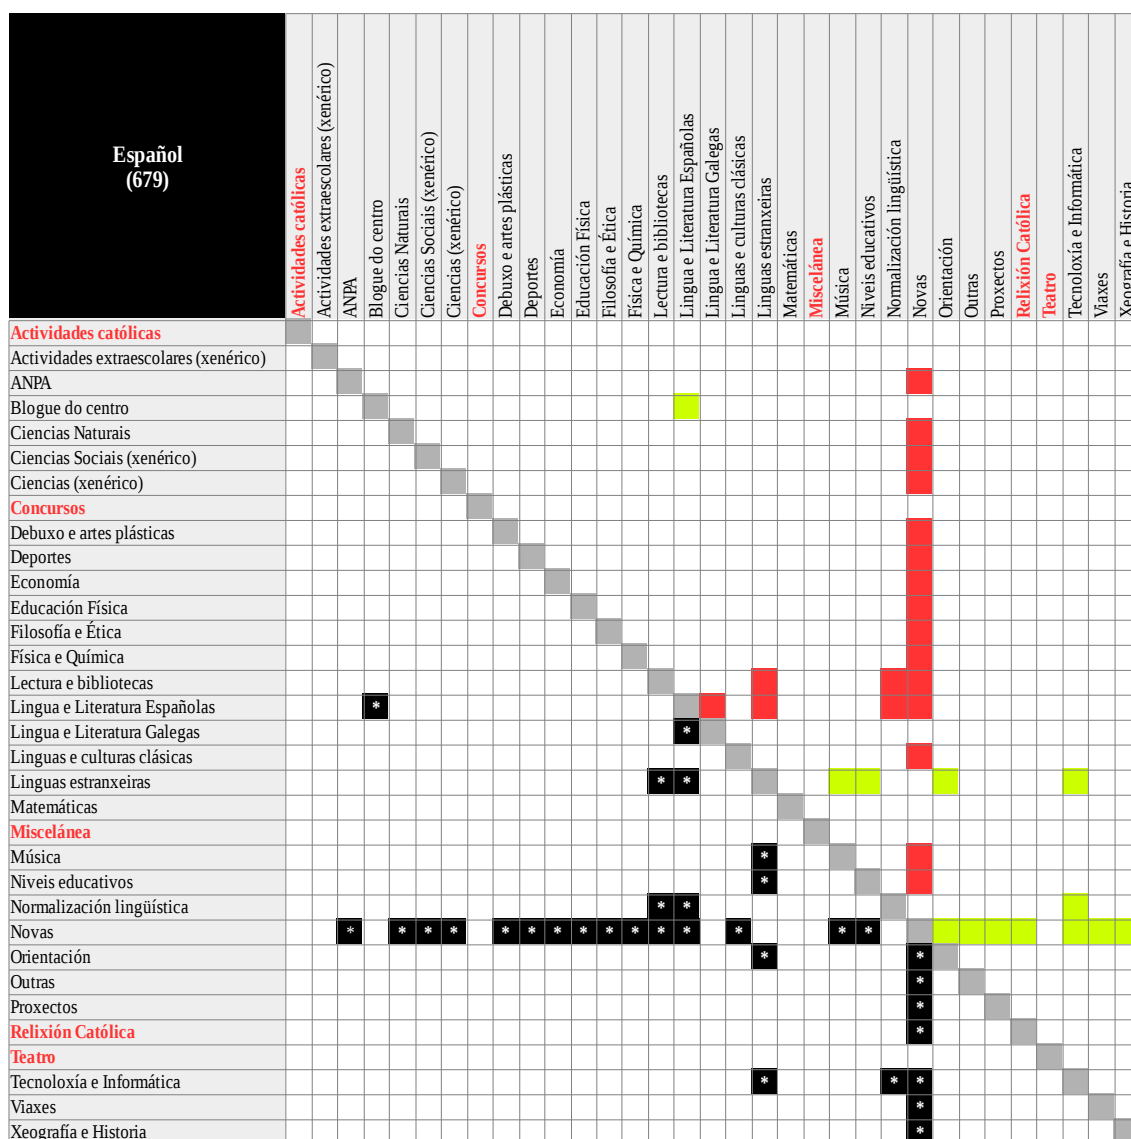 Español
(679)
Actividades católicas
Actividades extraescolares (xenérico)
ANPA
Blogue do centro
Ciencias Naturais
Ciencias Sociais (xenérico)
Ciencias (xenérico)
Concursos
Debuxo e artes plásticas
Deportes
Economía
Educación Física
Filosofía e Ética
Física e Química
Lectura e bibliotecas
Lingua e Literatura Españolas
Lingua e Literatura Galegas
Linguas e culturas clásicas
Linguas estranxeiras
Matemáticas
Miscelánea
Música
Niveis educativos
Normalización lingüística
Novas
Orientación
Outras
Proxectos
Relixión Católica
Teatro
Tecnoloxía e Informática
Viaxes
Xeografía e Historia
Actividades católicas
Actividades extraescolares (xenérico)
ANPA
Blogue do centro
Ciencias Naturais
Ciencias Sociais (xenérico)
Ciencias (xenérico)
Concursos
Debuxo e artes plásticas
Deportes
Economía
Educación Física
Filosofía e Ética
Física e Química
Lectura e bibliotecas
Lingua e Literatura Españolas *
Lingua e Literatura Galegas *
Linguas e culturas clásicas
Linguas estranxeiras * *
Matemáticas
Miscelánea
Música *
Niveis educativos *
Normalización lingüística * *
Novas * * * * * * * * * * * * * * *
Orientación * *
Outras *
Proxectos *
Relixión Católica *
Teatro
Tecnoloxía e Informática * * *
Viaxes *
Xeografía e Historia *